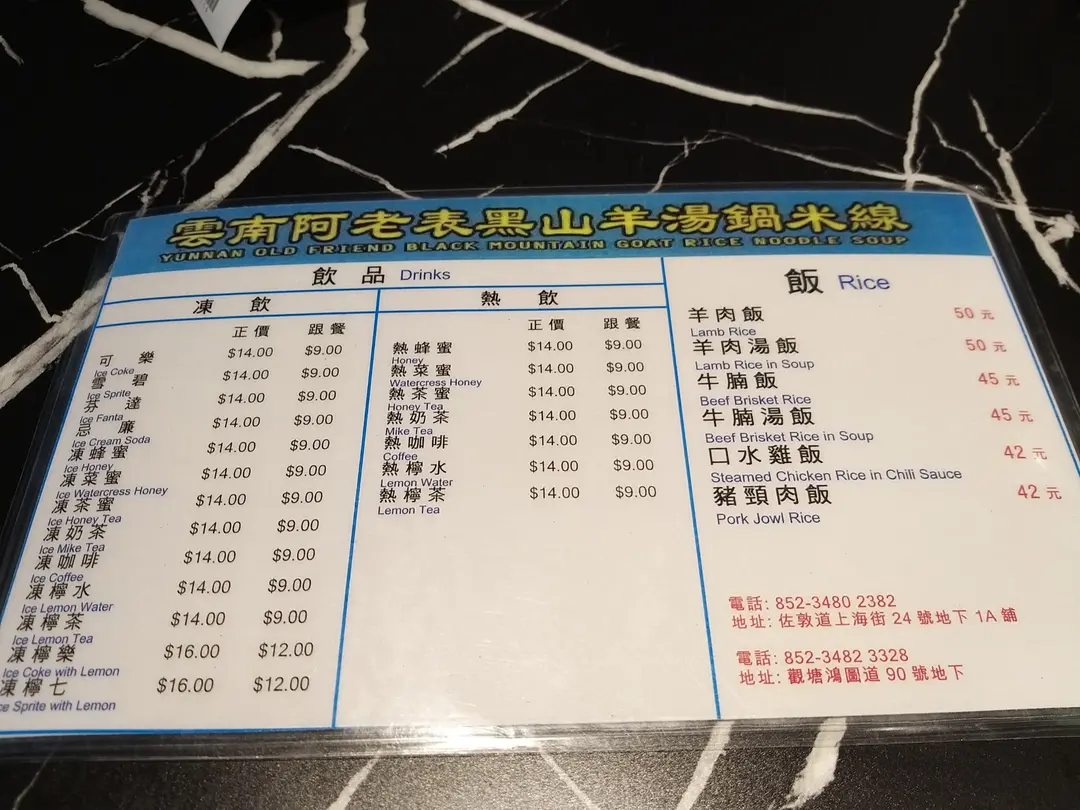 雲南阿老表黑山羊湯鍋米線
YUNNAN OLD FRIEND BLACK MOUNTAIN GOAT RICE NOODLE SOUP
飲品 Drinks
凍飲
正價 跟餐
可樂 $14.00 $9.00
Ice Coke
雪碧 $14.00 $9.00
Ice Sprite
芬達 $14.00 $9.00
Ice Fanta
忌廉 $14.00 $9.00
Ice Cream Soda
凍蜂蜜 $14.00 $9.00
Ice Honey
凍菜蜜 $14.00 $9.00
Ice Watercress Honey
凍茶蜜 $14.00 $9.00
Ice Honey Tea
凍奶茶 $14.00 $9.00
Ice Mike Tea
凍咖啡 $14.00 $9.00
Ice Coffee
凍檸水 $14.00 $9.00
Ice Lemon Water
凍檸茶 $14.00 $9.00
Ice Lemon Tea
凍檸樂 $16.00 $12.00
Ice Coke with Lemon
凍檸七 $16.00 $12.00
ce Sprite with Lemon
熱飲
正價 跟餐
熱蜂蜜 $14.00 $9.00
Honey
熱菜蜜 $14.00 $9.00
Watercress Honey
熱茶蜜 $14.00 $9.00
Honey Tea
熱奶茶 $14.00 $9.00
Mike Tea
熱咖啡 $14.00 $9.00
Coffee
熱檸水 $14.00 $9.00
Lemon Water
熱檸茶 $14.00 $9.00
Lemon Tea
飯 Rice
羊肉飯 50元
Lamb Rice
羊肉湯飯 50元
Lamb Rice in Soup
牛腩飯 45元
Beef Brisket Rice
牛腩湯飯 45元
Beef Brisket Rice in Soup
口水雞飯 42元
Steamed Chicken Rice in Chili Sauce
豬頸肉飯 42元
Pork Jowl Rice
電話: 852-3480 2382
地址: 佐敦道上海街 24 號地下 1A 舖
電話: 852-3482 3328
地址: 觀塘鴻圖道 90 號地下